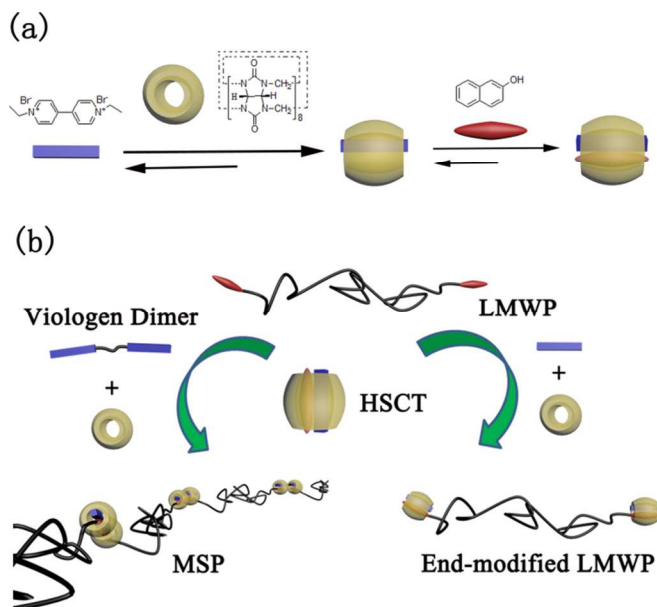 (a)
Br-
Br-
N+
N+
O
N-CH2
N
H
H
N
N-CH2
O
8
OH
(b)
LMWP
Viologen Dimer
+
+
HSCT
MSP
End-modified LMWP